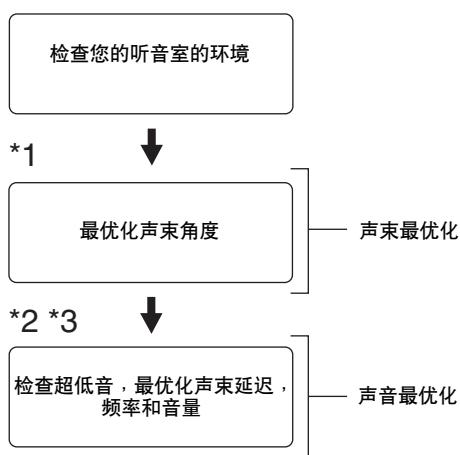 检查您的听音室的环境
*1
最优化声束角度
声束最优化
*2 *3
检查超低音，最优化声束延迟，
频率和音量
声音最优化